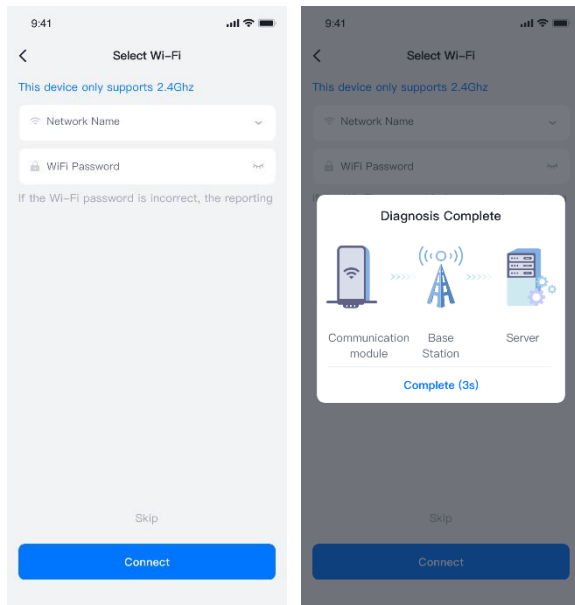 9:41
Select Wi-Fi
This device only supports 2.4Ghz
Network Name
WiFi Password
If the Wi-Fi password is incorrect, the reporting
Skip
Connect
9:41
Select Wi-Fi
This device only supports 2.4Ghz
Network Name
WiFi Password
Diagnosis Complete
Communication
module
Base
Station
Server
Complete (3s)
Skip
Connect